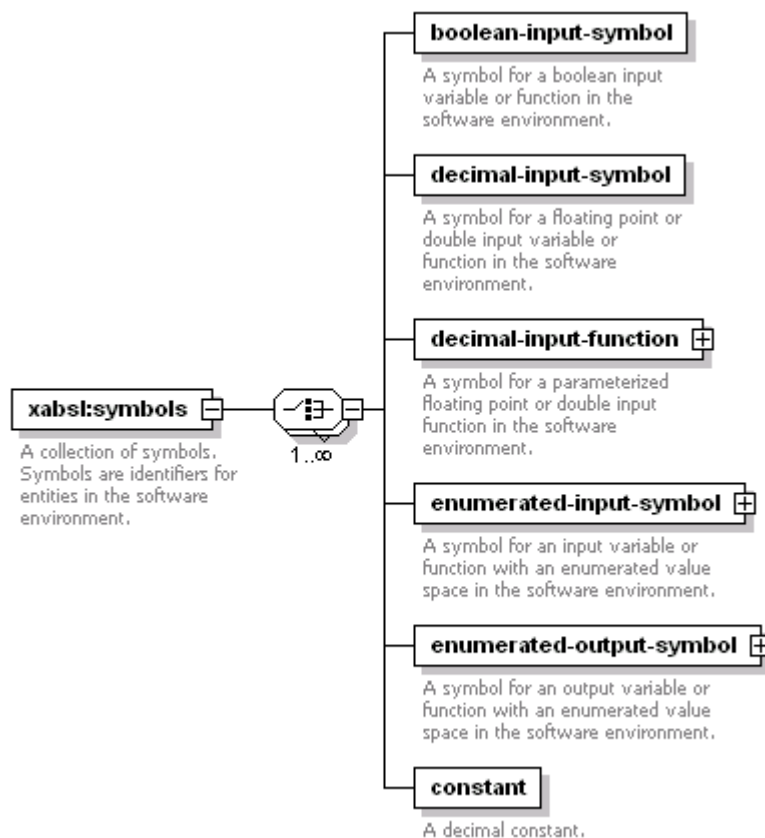 boolean-input-symbol
A symbol for a boolean input
variable or function in the
software environment.
decimal-input-symbol
A symbol for a floating point or
double input variable or
function in the software
environment.
decimal-input-function
A symbol for a parameterized
floating point or double input
function in the software
environment.
xabsl:symbols
A collection of symbols.
Symbols are identifiers for
entities in the software
environment.
1..∞
enumerated-input-symbol
A symbol for an input variable or
function with an enumerated value
space in the software environment.
enumerated-output-symbol
A symbol for an output variable or
function with an enumerated value
space in the software environment.
constant
A decimal constant.